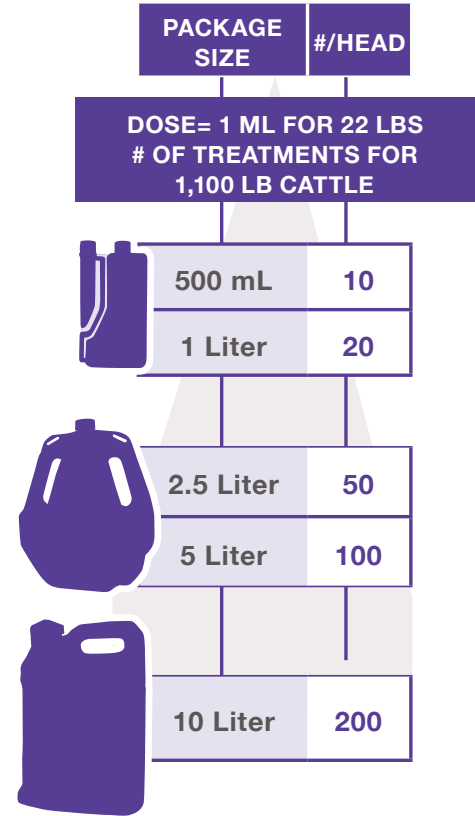 PACKAGE
SIZE
#/HEAD
DOSE= 1 ML FOR 22 LBS
# OF TREATMENTS FOR
1,100 LB CATTLE
500 mL 10
1 Liter 20
2.5 Liter 50
5 Liter 100
10 Liter 200